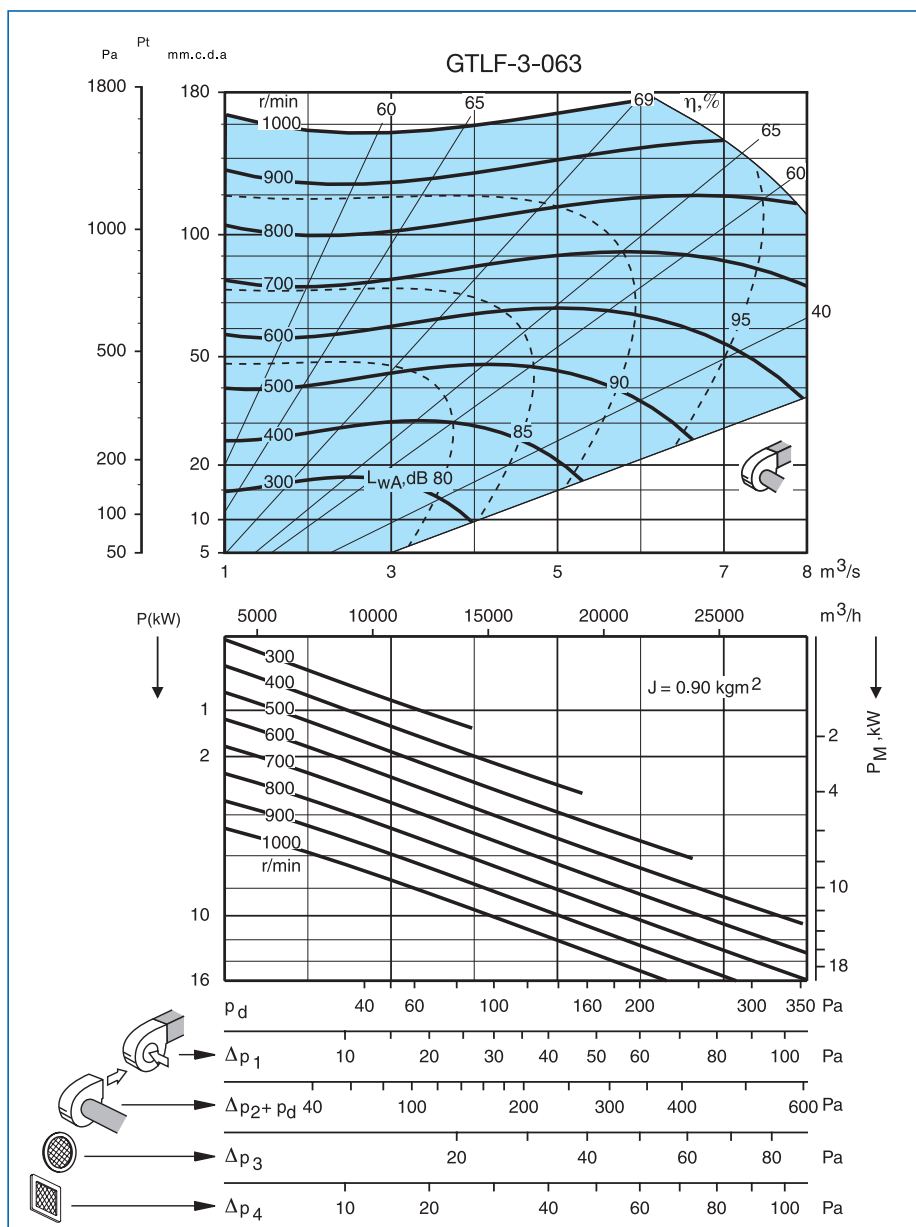 GTLF-3-063
Pa Pt mm.c.d.a
1800 180 r/min 60 65 69 η,% 65 60
1000
900
1000 100 800
700
600
500 50 500 95 40
90
400 85
200 20
300 LWA,dB 80
100 10
50 5
1 3 5 7 8 m3/s
P(kW) 5000 10000 15000 20000 25000 m3/h
300
400 J = 0.90 kgm2
1 500
600 2 PM ,kW
2 700
800 4
900
1000
r/min
10
10
18
16
pd 40 60 100 160 200 300 350 Pa
Δp1 10 20 30 40 50 60 80 100 Pa
Δp2+ pd 40 100 200 300 400 600 Pa
Δp3 20 40 60 80 Pa
Δp4 10 20 30 40 60 80 100 Pa